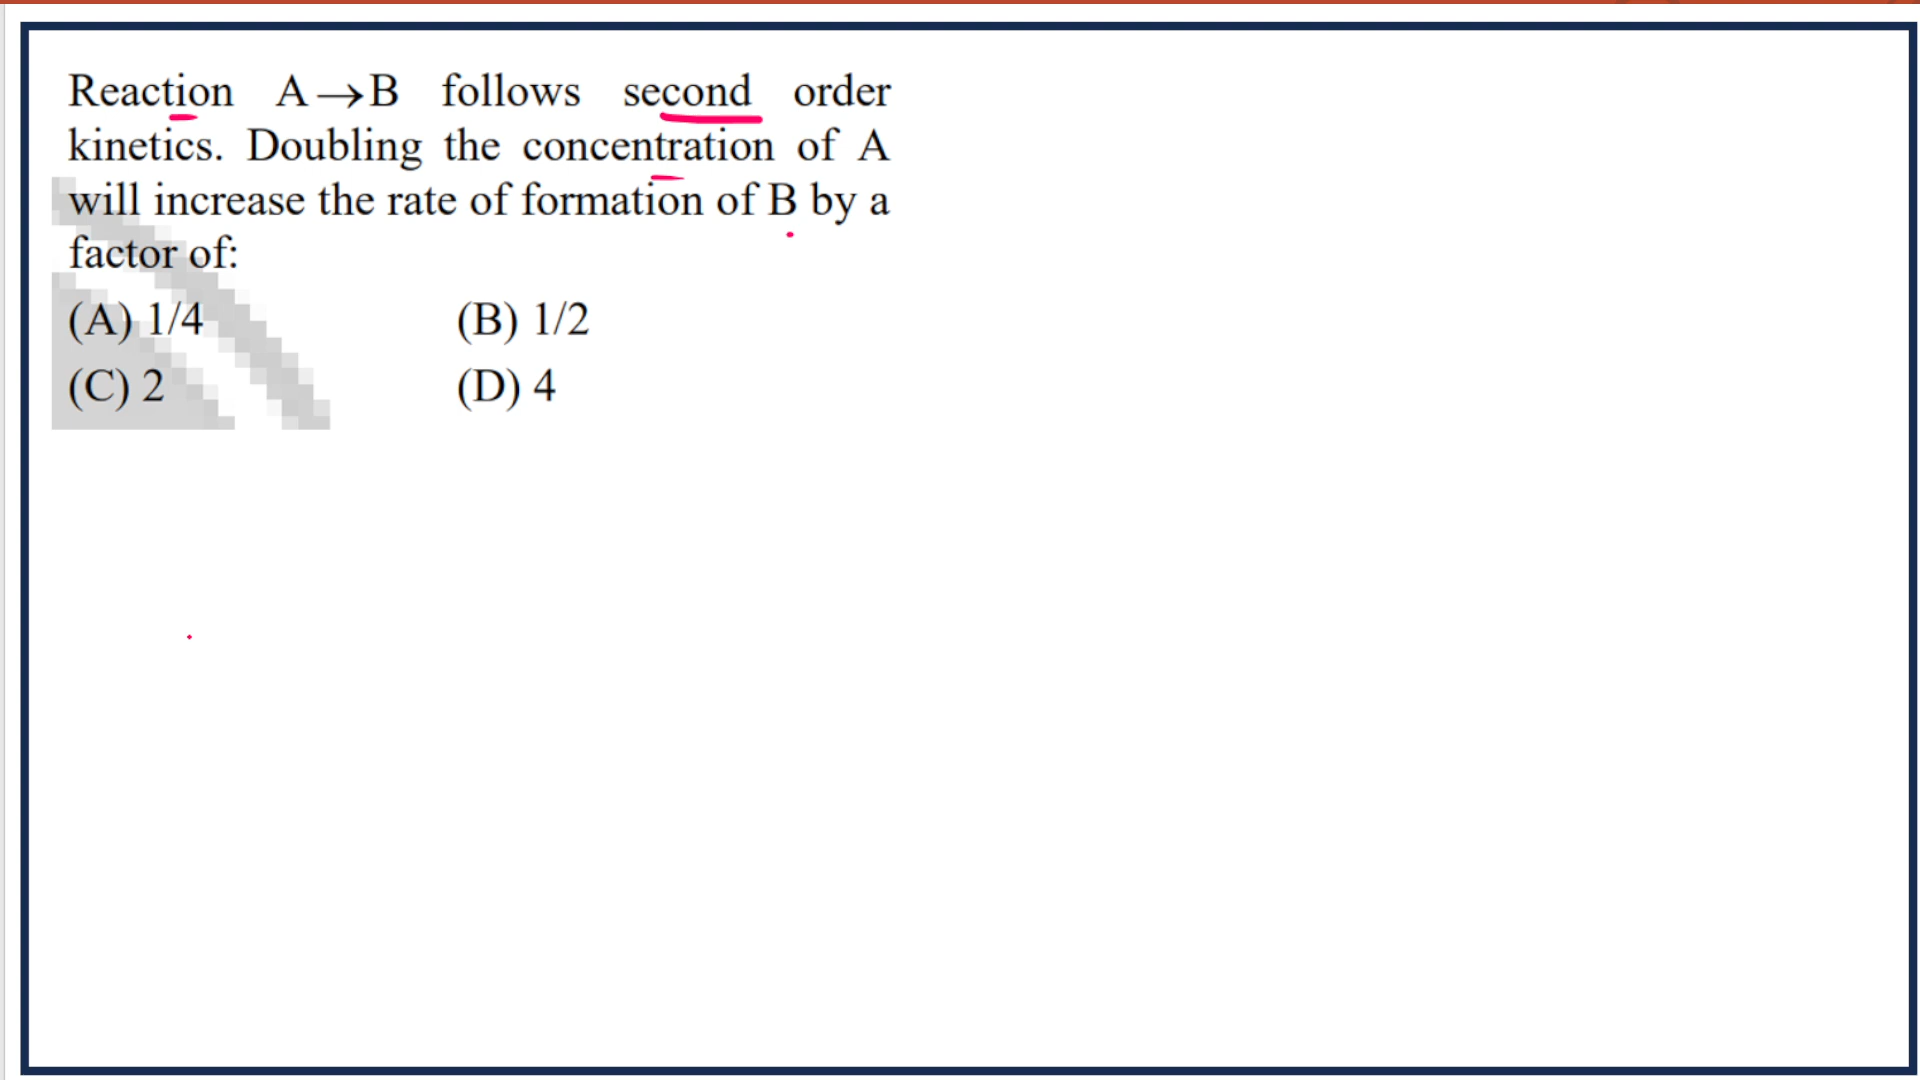 Reaction A→B follows second order
kinetics. Doubling the concentration of A
will increase the rate of formation of B by a
factor of:
(A) 1/4 (B) 1/2
(C) 2 (D) 4